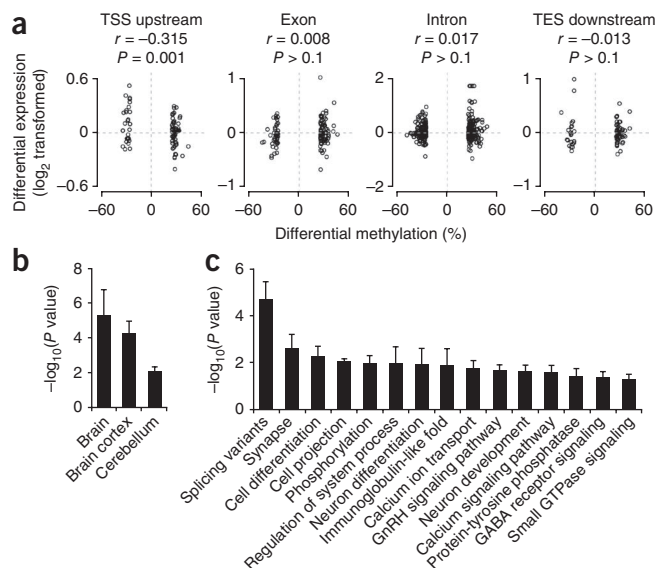 a
TSS upstream
r = −0.315
P = 0.001
Exon
r = 0.008
P > 0.1
Intron
r = 0.017
P > 0.1
TES downstream
r = −0.013
P > 0.1
Differential expression
(log2 transformed)
0.6
0
−0.6
1
0
−1
2
0
−2
1
0
−1
−60 0 60
−60 0 60
−60 0 60
−60 0 60
Differential methylation (%)
b
−log10(P value)
8
6
4
2
0
Brain
Brain cortex
Cerebellum
c
−log10(P value)
6
4
2
0
Splicing variants
Synapse
Cell differentiation
Cell projection
Phosphorylation
Regulation of system process
Neuron differentiation
Immunoglobulin-like fold
Calcium ion transport
GnRH signaling pathway
Neuron development
Calcium signaling pathway
Protein-tyrosine phosphatase
GABA receptor signaling
Small GTPase signaling